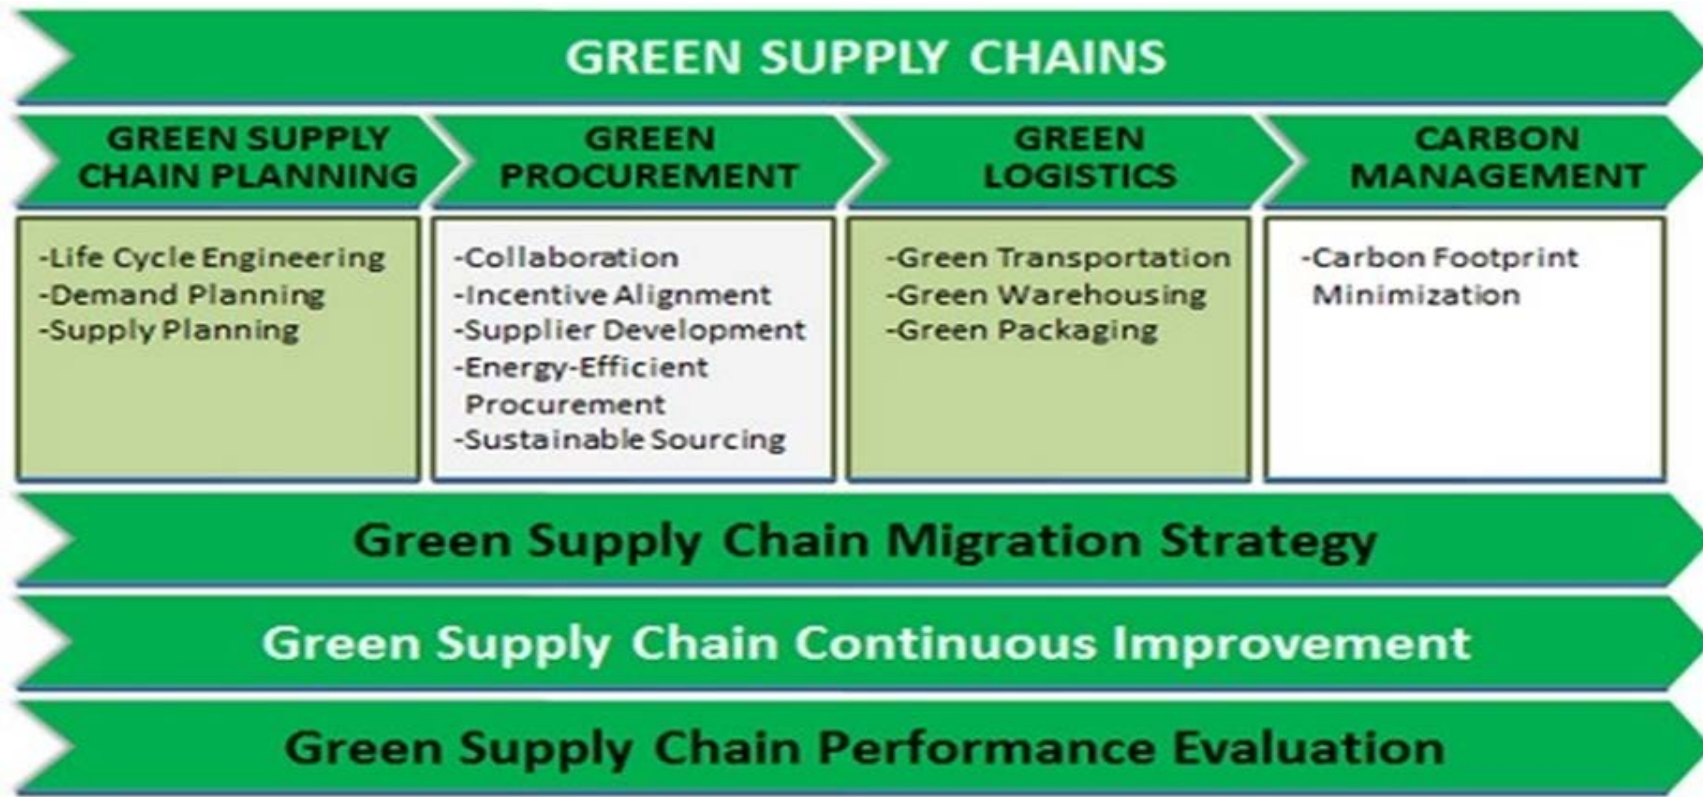 GREEN SUPPLY CHAINS
GREEN SUPPLY
CHAIN PLANNING
GREEN
PROCUREMENT
GREEN
LOGISTICS
CARBON
MANAGEMENT
-Life Cycle Engineering
-Demand Planning
-Supply Planning
-Collaboration
-Incentive Alignment
-Supplier Development
-Energy-Efficient
Procurement
-Sustainable Sourcing
-Green Transportation
-Green Warehousing
-Green Packaging
-Carbon Footprint
Minimization
Green Supply Chain Migration Strategy
Green Supply Chain Continuous Improvement
Green Supply Chain Performance Evaluation